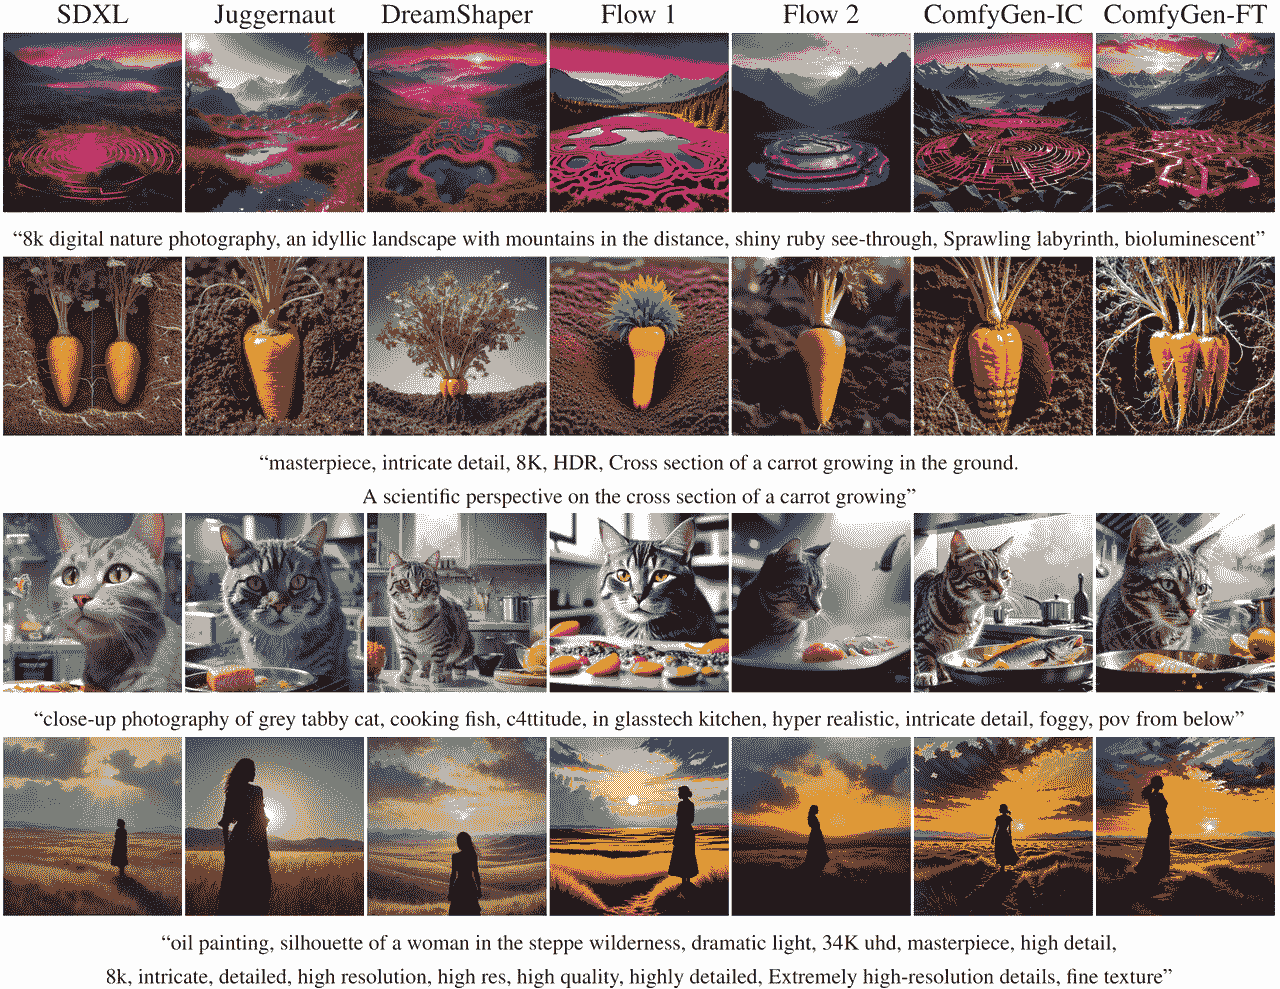 SDXL Juggernaut DreamShaper Flow 1 Flow 2 ComfyGen-IC ComfyGen-FT
“8k digital nature photography, an idyllic landscape with mountains in the distance, shiny ruby see-through, Sprawling labyrinth, bioluminescent”
“masterpiece, intricate detail, 8K, HDR, Cross section of a carrot growing in the ground.
A scientific perspective on the cross section of a carrot growing”
“close-up photography of grey tabby cat, cooking fish, c4ttitude, in glasstech kitchen, hyper realistic, intricate detail, foggy, pov from below”
“oil painting, silhouette of a woman in the steppe wilderness, dramatic light, 34K uhd, masterpiece, high detail,
8k, intricate, detailed, high resolution, high res, high quality, highly detailed, Extremely high-resolution details, fine texture”